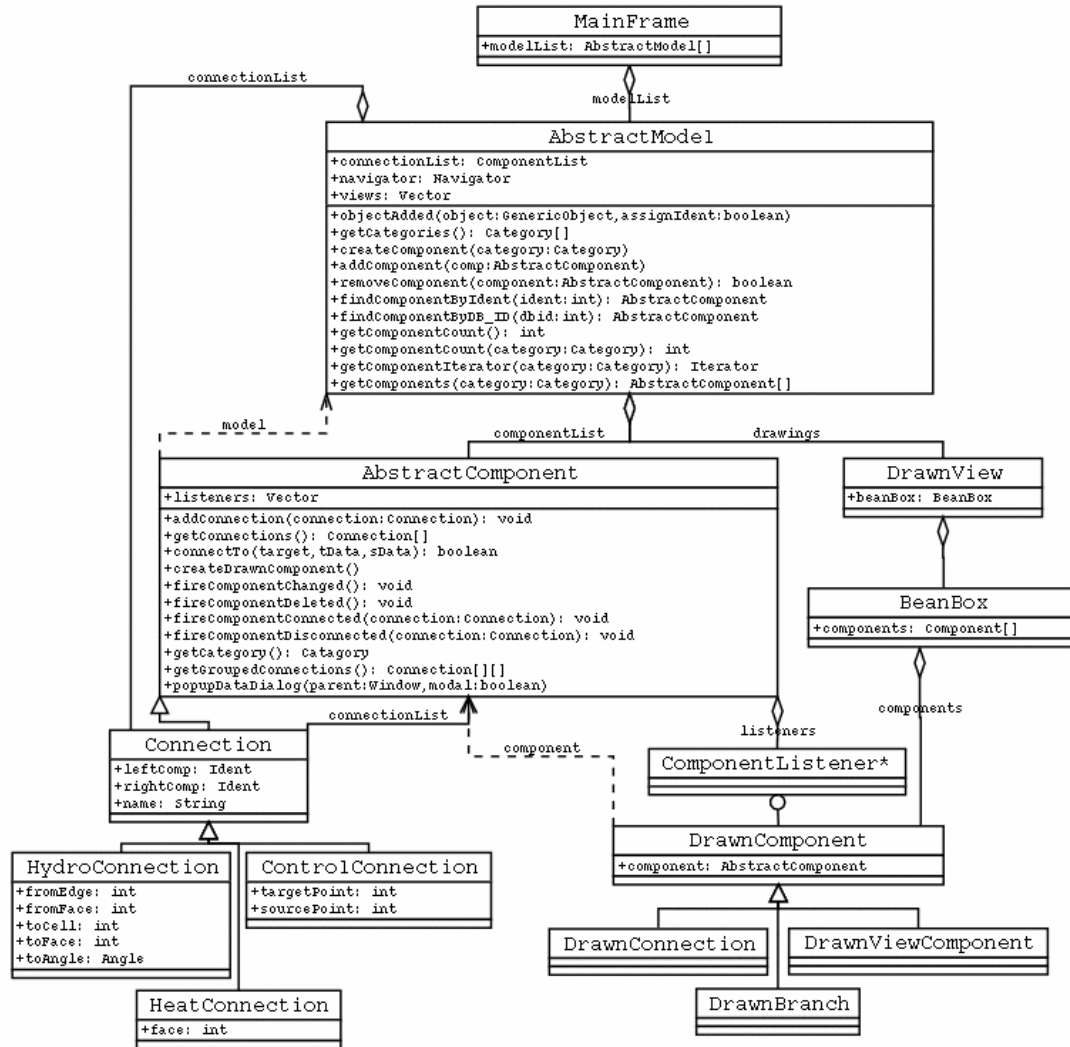 MainFrame
+modelList: AbstractModel[]
connectionList
modelList
AbstractModel
+connectionList: ComponentList
+navigator: Navigator
+views: Vector
+objectAdded(object:GenericObject,assignIdent:boolean)
+getCategories(): Category[]
+createComponent(category:Category)
+addComponent(comp:AbstractComponent)
+removeComponent(component:AbstractComponent): boolean
+findComponentByIdent(ident:int): AbstractComponent
+findComponentByDB_ID(dbid:int): AbstractComponent
+getComponentCount(): int
+getComponentCount(category:Category): int
+getComponentIterator(category:Category): Iterator
+getComponents(category:Category): AbstractComponent[]
model
componentList
drawings
AbstractComponent
+listeners: Vector
+addConnection(connection:Connection): void
+getConnections(): Connection[]
+connectTo(target,tData,sData): boolean
+createDrawnComponent()
+fireComponentChanged(): void
+fireComponentDeleted(): void
+fireComponentConnected(connection:Connection): void
+fireComponentDisconnected(connection:Connection): void
+getCategory(): Catagory
+getGroupedConnections(): Connection[][]
+popupDataDialog(parent:Window,modal:boolean)
DrawnView
+beanBox: BeanBox
BeanBox
+components: Component[]
connectionList
components
listeners
component
Connection
+leftComp: Ident
+rightComp: Ident
+name: String
ComponentListener*
DrawnComponent
+component: AbstractComponent
HydroConnection
+fromEdge: int
+fromFace: int
+toCell: int
+toFace: int
+toAngle: Angle
ControlConnection
+targetPoint: int
+sourcePoint: int
HeatConnection
+face: int
DrawnConnection
DrawnViewComponent
DrawnBranch